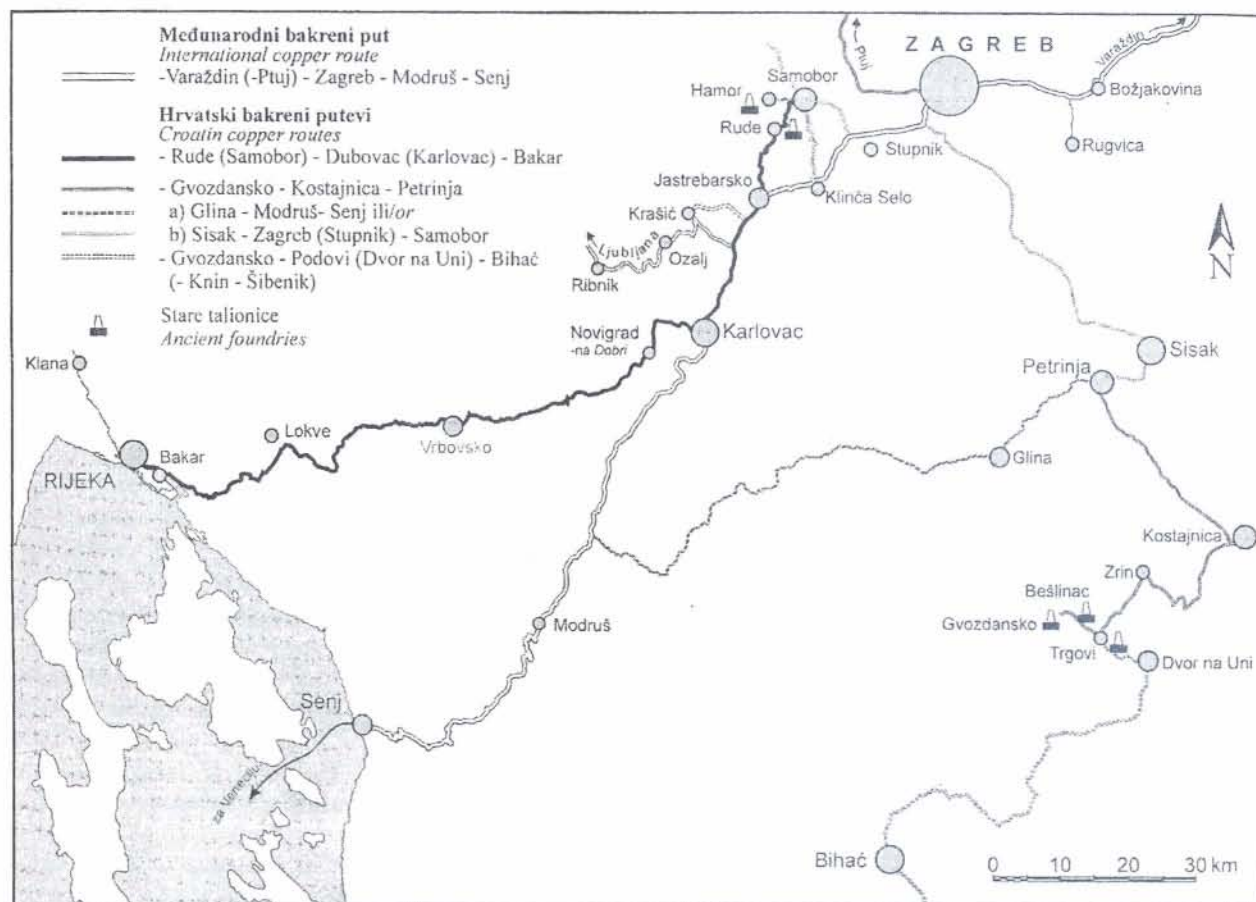 Međunarodni bakreni put
International copper route
-Varaždin (-Ptuj) - Zagreb - Modruš - Senj
Hrvatski bakreni putevi
Croatin copper routes
- Rude (Samobor) - Dubovac (Karlovac) - Bakar
- Gvozdansko - Kostajnica - Petrinja
a) Glina - Modruš- Senj ili/or
b) Sisak - Zagreb (Stupnik) - Samobor
- Gvozdansko - Podovi (Dvor na Uni) - Bihać
(- Knin - Šibenik)
Stare talionice
Ancient foundries
Ptuj
ZAGREB
Varaždin
Božjakovina
Rugvica
Hamor
Samobor
Rude
Stupnik
Jastrebarsko
Klinča Selo
Krašić
Ljubljana
Ozalj
Ribnik
N
Novigrad
-na Dobri
Karlovac
Sisak
Petrinja
Klana
Lokve
Vrbovsko
Bakar
RIJEKA
Glina
Kostajnica
Zrin
Bešlinac
Gvozdansko
Trgovi
Dvor na Uni
Modruš
Senj
za Veneciju
Bihać
0 10 20 30 km